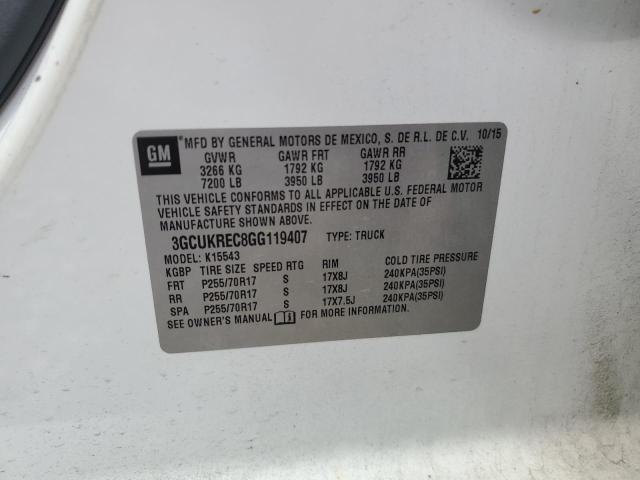 GM MFD BY GENERAL MOTORS DE MEXICO, S. DE R.L. DE C.V. 10/15
GVWR GAWR FRT GAWR RR
3266 KG 1792 KG 1792 KG
7200 LB 3950 LB 3950 LB
THIS VEHICLE CONFORMS TO ALL APPLICABLE U.S. FEDERAL MOTOR
VEHICLE SAFETY STANDARDS IN EFFECT ON THE DATE OF
MANUFACTURE SHOWN ABOVE.
3GCUKREC8GG119407 TYPE: TRUCK
MODEL: K15543
KGBP TIRE SIZE SPEED RTG RIM COLD TIRE PRESSURE
FRT P255/70R17 S 17X8J 240KPA(35PSI)
RR P255/70R17 S 17X8J 240KPA(35PSI)
SPA P255/70R17 S 17X7.5J 240KPA(35PSI)
SEE OWNER'S MANUAL FOR MORE INFORMATION.